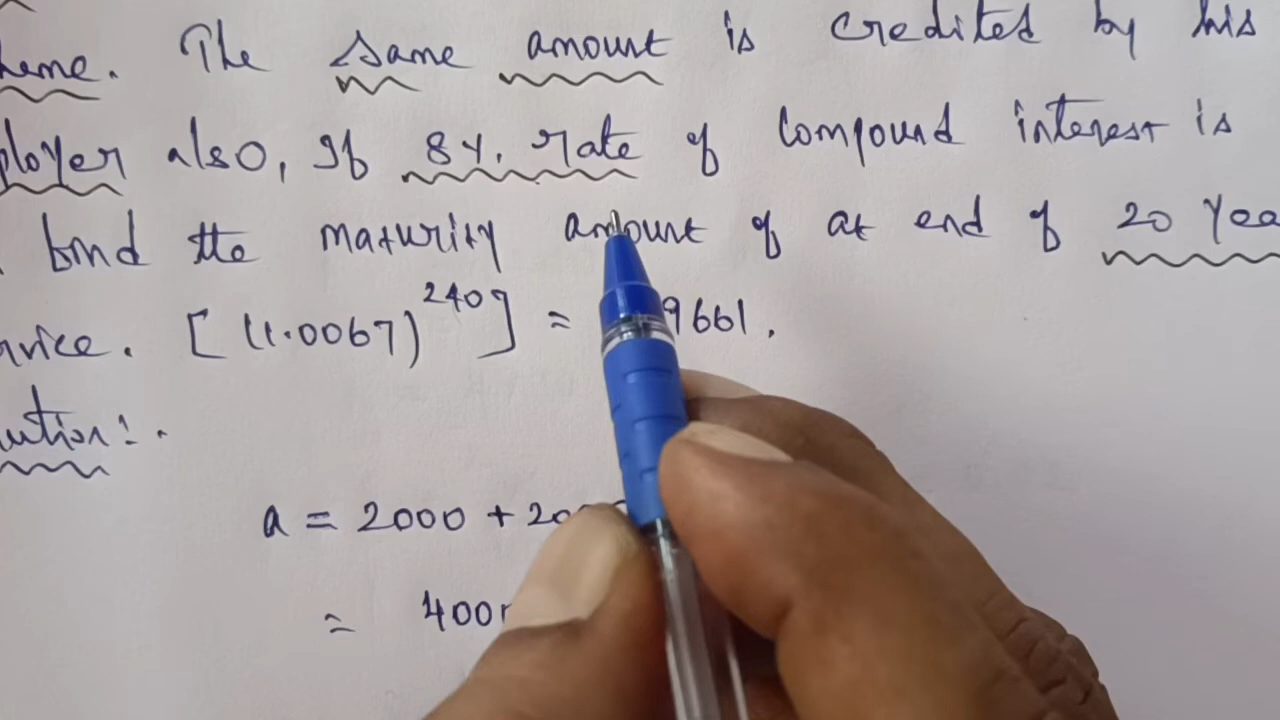 heme. The same amount is credited by his
ployer also, If 8%. rate of compound interest is
find the maturity amount of at end of 20 Yea
rvice. [(1.0067)^240] = 9661.
ution:.
a = 2000 + 20
= 400